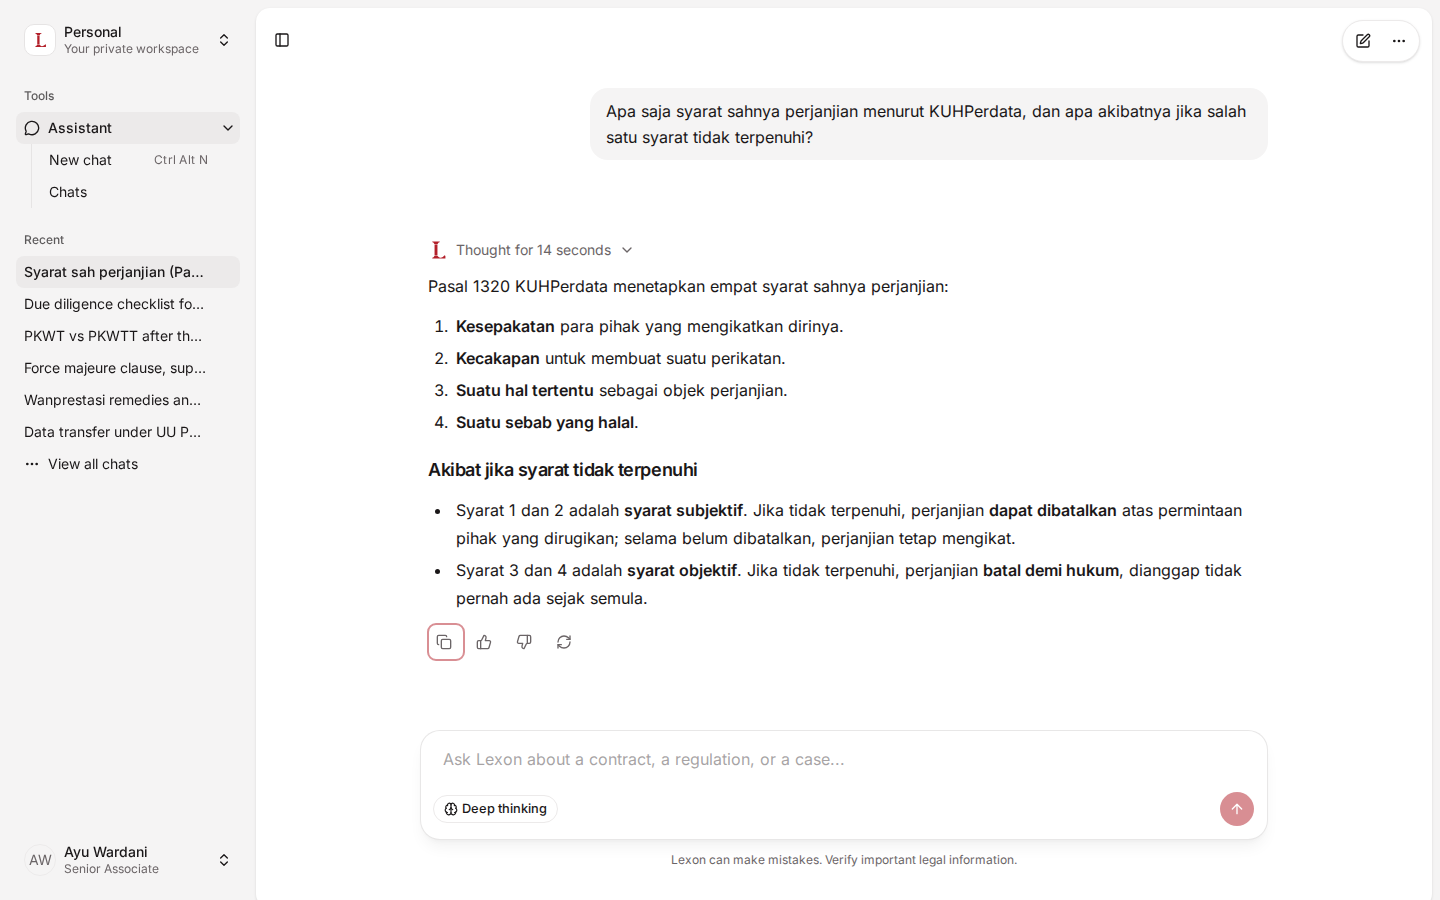 L
Personal
Your private workspace
Tools
Assistant
New chat Ctrl Alt N
Chats
Recent
Syarat sah perjanjian (Pa...
Due diligence checklist fo...
PKWT vs PKWTT after th...
Force majeure clause, sup...
Wanprestasi remedies an...
Data transfer under UU P...
View all chats
AW
Ayu Wardani
Senior Associate
Apa saja syarat sahnya perjanjian menurut KUHPerdata, dan apa akibatnya jika salah
satu syarat tidak terpenuhi?
L Thought for 14 seconds
Pasal 1320 KUHPerdata menetapkan empat syarat sahnya perjanjian:
1. Kesepakatan para pihak yang mengikatkan dirinya.
2. Kecakapan untuk membuat suatu perikatan.
3. Suatu hal tertentu sebagai objek perjanjian.
4. Suatu sebab yang halal.
Akibat jika syarat tidak terpenuhi
• Syarat 1 dan 2 adalah syarat subjektif. Jika tidak terpenuhi, perjanjian dapat dibatalkan atas permintaan
pihak yang dirugikan; selama belum dibatalkan, perjanjian tetap mengikat.
• Syarat 3 dan 4 adalah syarat objektif. Jika tidak terpenuhi, perjanjian batal demi hukum, dianggap tidak
pernah ada sejak semula.
Ask Lexon about a contract, a regulation, or a case...
Deep thinking
Lexon can make mistakes. Verify important legal information.